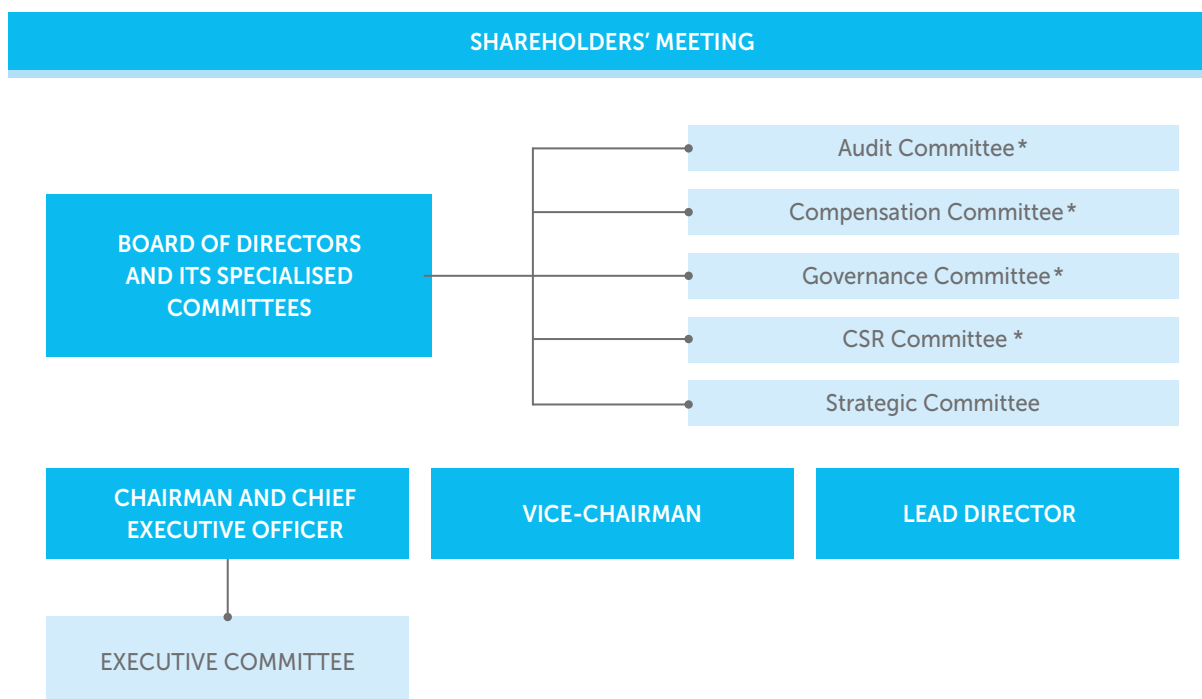 SHAREHOLDERS’ MEETING
BOARD OF DIRECTORS
AND ITS SPECIALISED
COMMITTEES
Audit Committee*
Compensation Committee*
Governance Committee*
CSR Committee *
Strategic Committee
CHAIRMAN AND CHIEF
EXECUTIVE OFFICER
VICE-CHAIRMAN
LEAD DIRECTOR
EXECUTIVE COMMITTEE